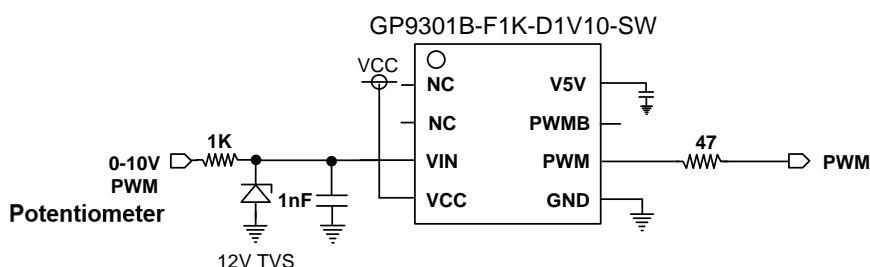 GP9301B-F1K-D1V10-SW
VCC
NC V5V
NC PWMB
1K 47
0-10V VIN PWM PWM
PWM
1nF VCC GND
Potentiometer
12V TVS